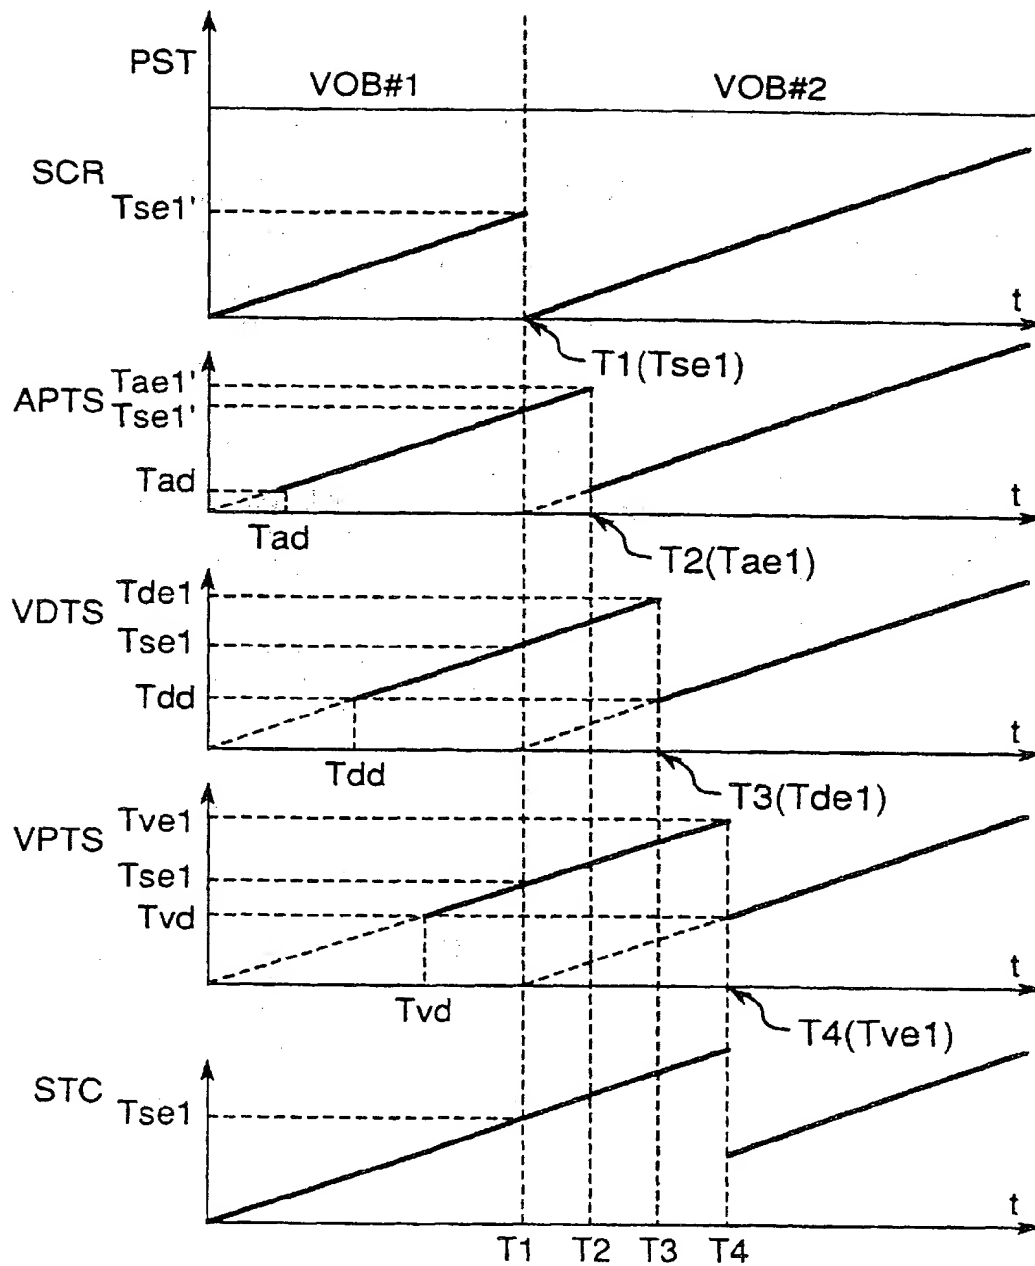 PST
VOB#1
VOB#2
SCR
Tse1'
t
T1(Tse1)
APTS
Tae1'
Tse1'
Tad
t
Tad
T2(Tae1)
VDTS
Tde1
Tse1
Tdd
t
Tdd
T3(Tde1)
VPTS
Tve1
Tse1
Tvd
t
Tvd
T4(Tve1)
STC
Tse1
t
T1
T2
T3
T4